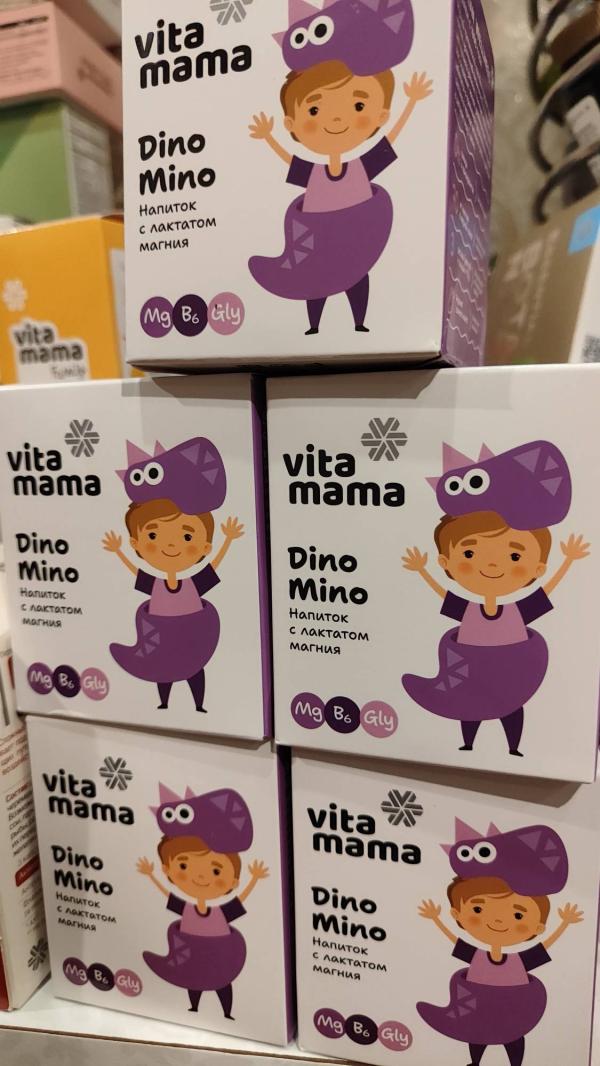 vita
mama
Dino
Mino
Напиток
с лактатом
магния
Mg B₆ Gly
vita
mama
Family
vita
mama
Dino
Mino
Напиток
с лактатом
магния
Mg B₆ Gly
vita
mama
Dino
Mino
Напиток
с лактатом
магния
Mg B₆ Gly
vita
mama
Dino
Mino
Напиток
с лактатом
магния
Mg B₆ Gly
vita
mama
Dino
Mino
Напиток
с лактатом
магния
Mg B₆ Gly